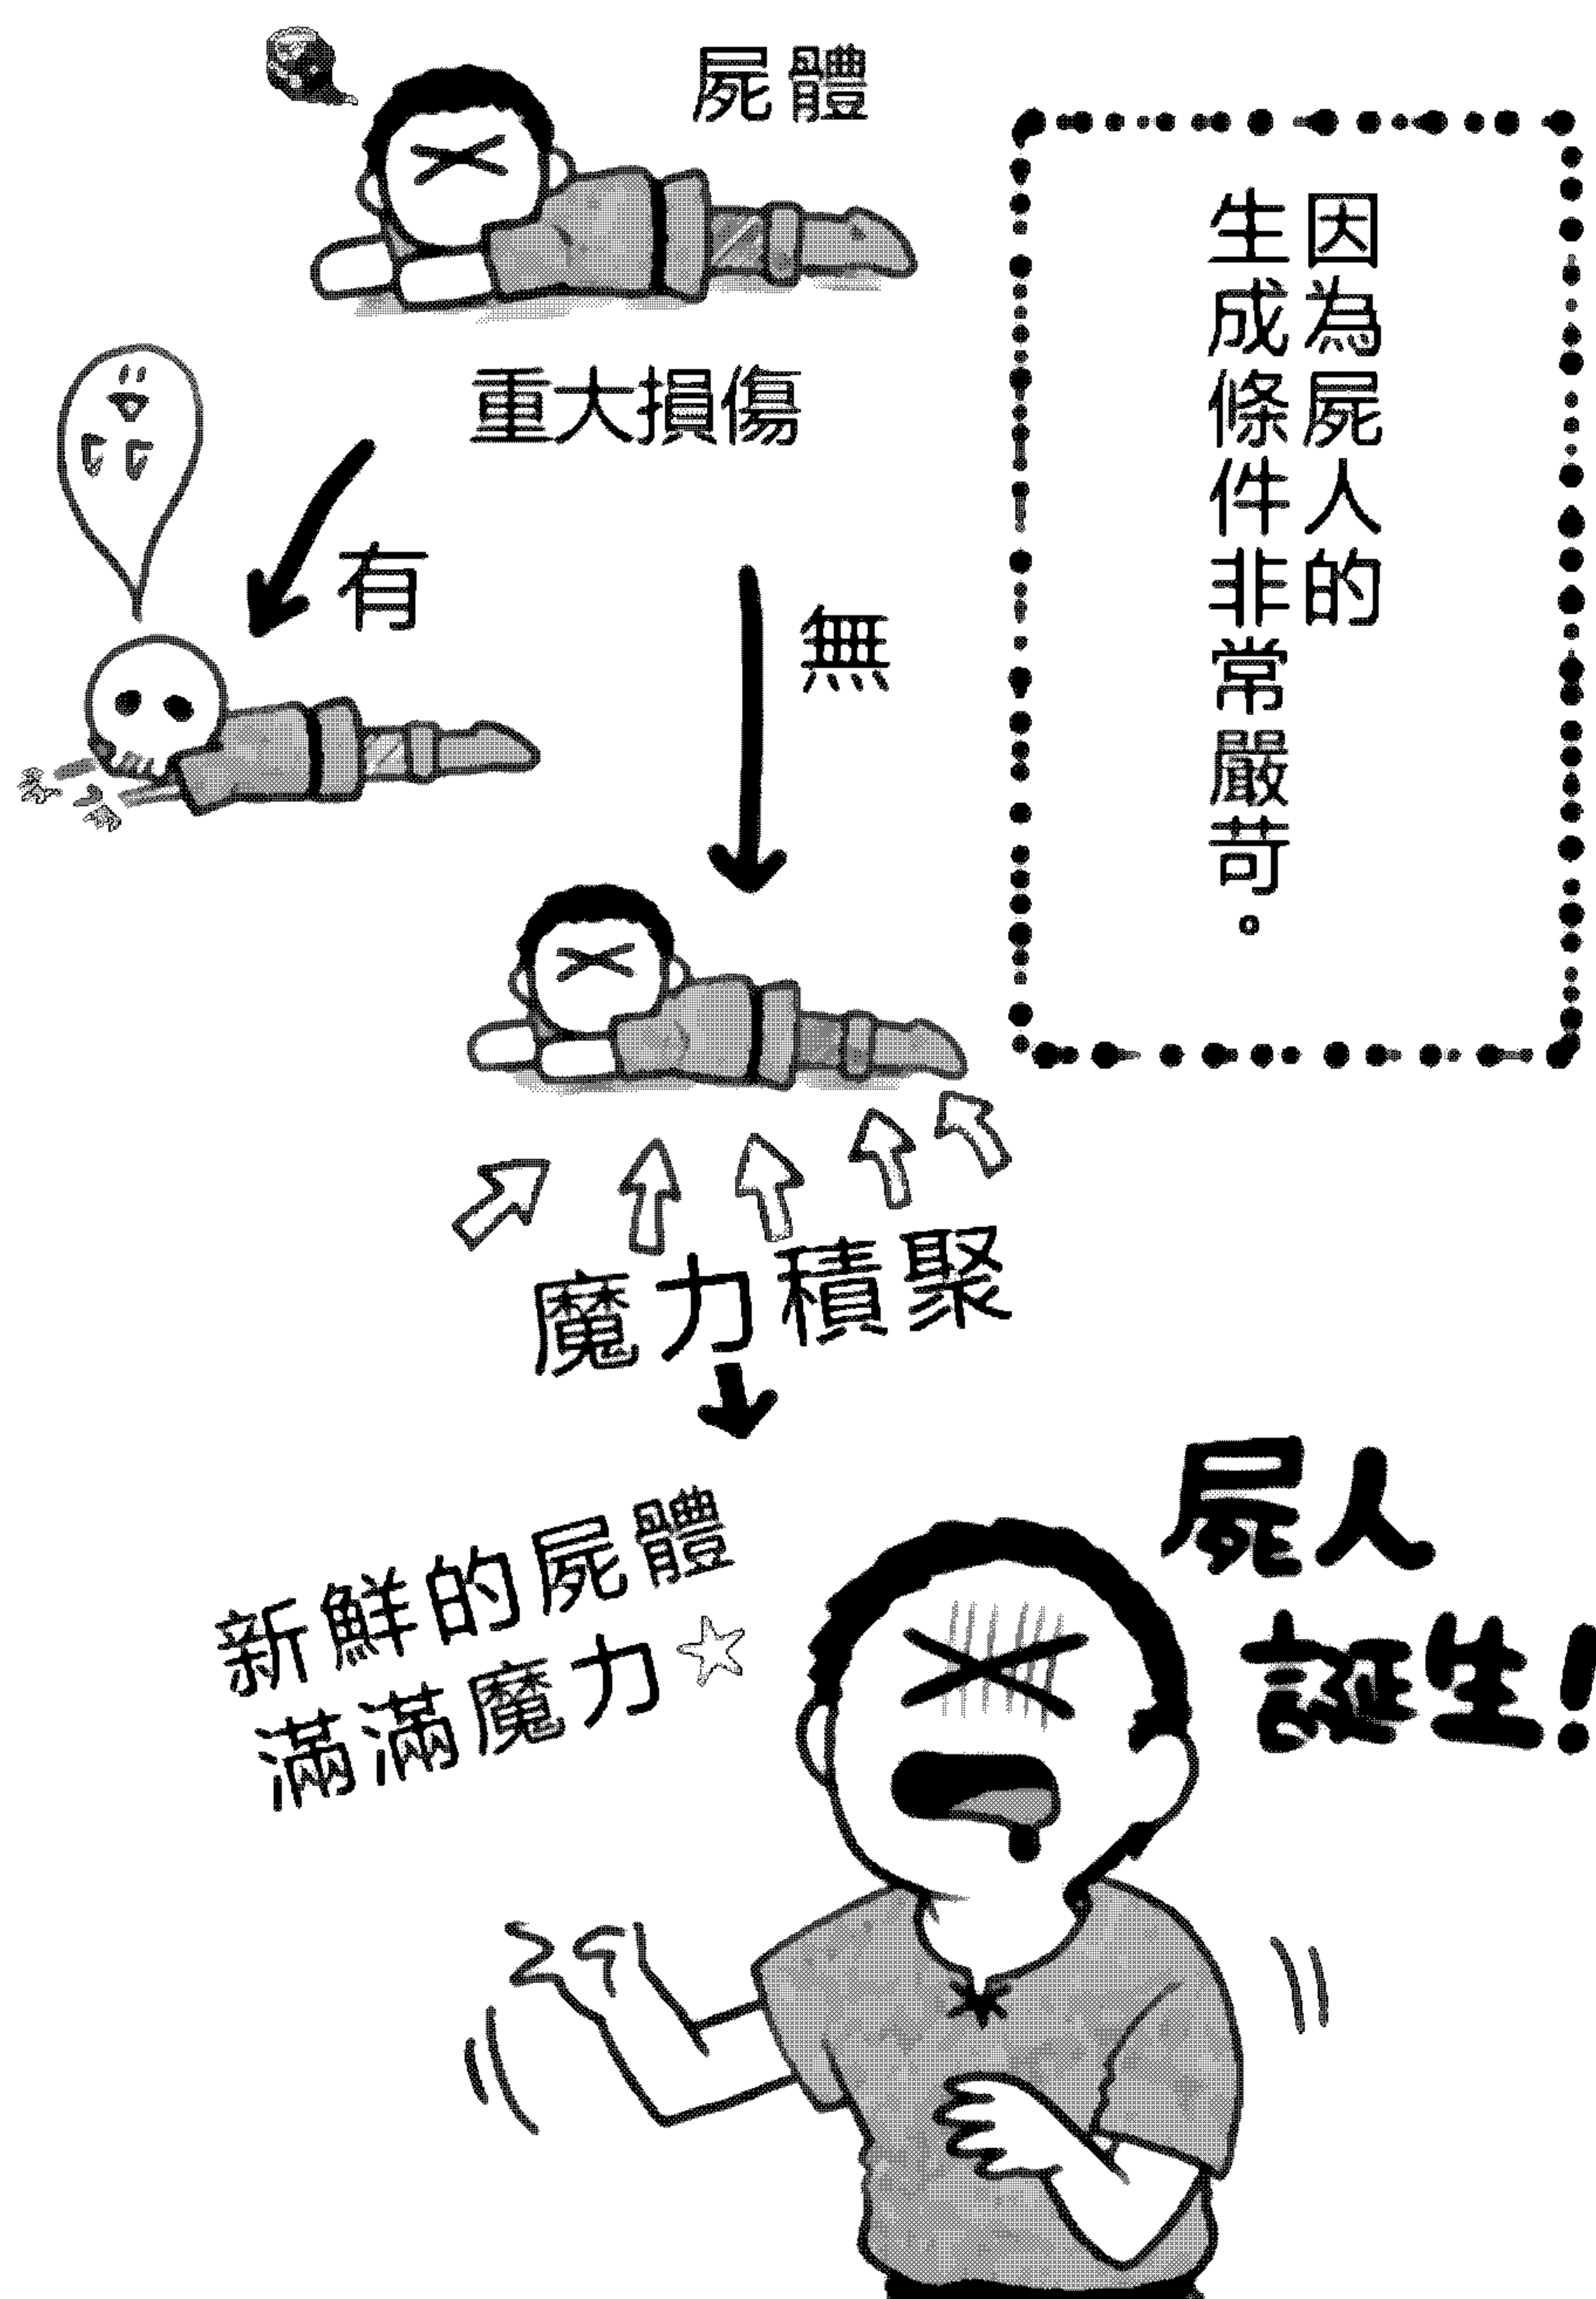 因為屍人的
生成條件非常嚴苛。
屍體
重大損傷
有
無
魔力積聚
屍人
誕生!
新鮮的屍體
滿滿魔力☆